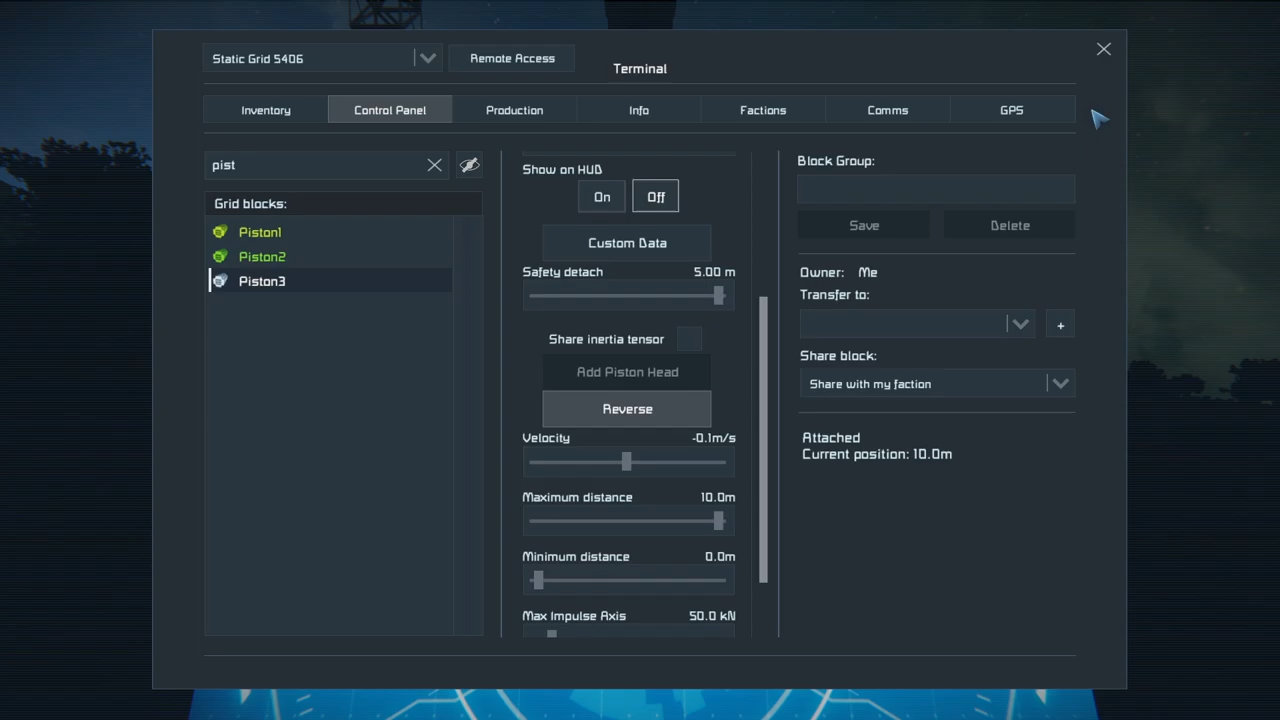 Static Grid 5406
Remote Access
Terminal
Inventory
Control Panel
Production
Info
Factions
Comms
GPS
pist
Grid blocks:
Piston1
Piston2
Piston3
Show on HUD
On
Off
Custom Data
Safety detach 5.00 m
Share inertia tensor
Add Piston Head
Reverse
Velocity -0.1m/s
Maximum distance 10.0m
Minimum distance 0.0m
Max Impulse Axis 50.0 kN
Block Group:
Save
Delete
Owner: Me
Transfer to:
+
Share block:
Share with my faction
Attached
Current position: 10.0m